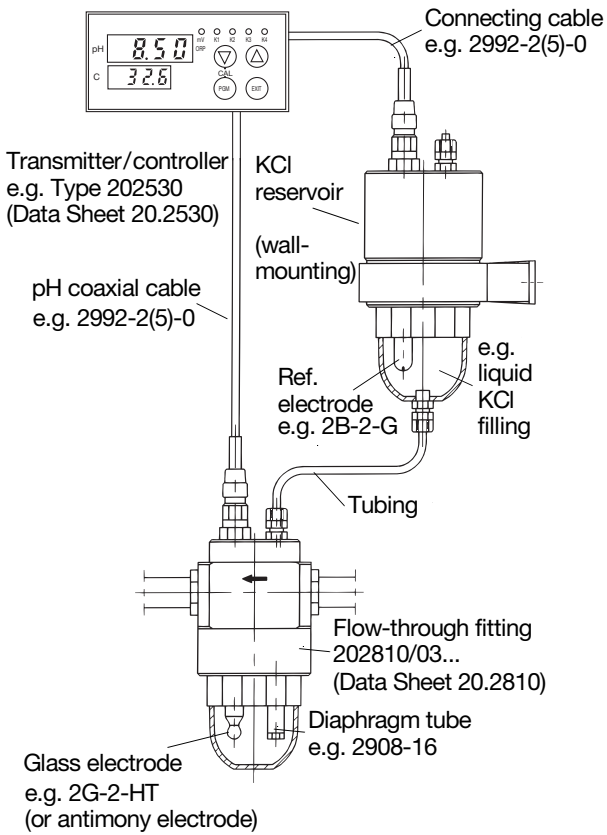 Connecting cable
e.g. 2992-2(5)-0
mV K1 K2 K3 K4
pH 8.50 ORP
C 32.6
CAL
PGM EXIT
Transmitter/controller
e.g. Type 202530
(Data Sheet 20.2530)
KCl
reservoir
(wall-
mounting)
pH coaxial cable
e.g. 2992-2(5)-0
Ref.
electrode
e.g. 2B-2-G
e.g.
liquid
KCl
filling
Tubing
Flow-through fitting
202810/03...
(Data Sheet 20.2810)
Diaphragm tube
e.g. 2908-16
Glass electrode
e.g. 2G-2-HT
(or antimony electrode)